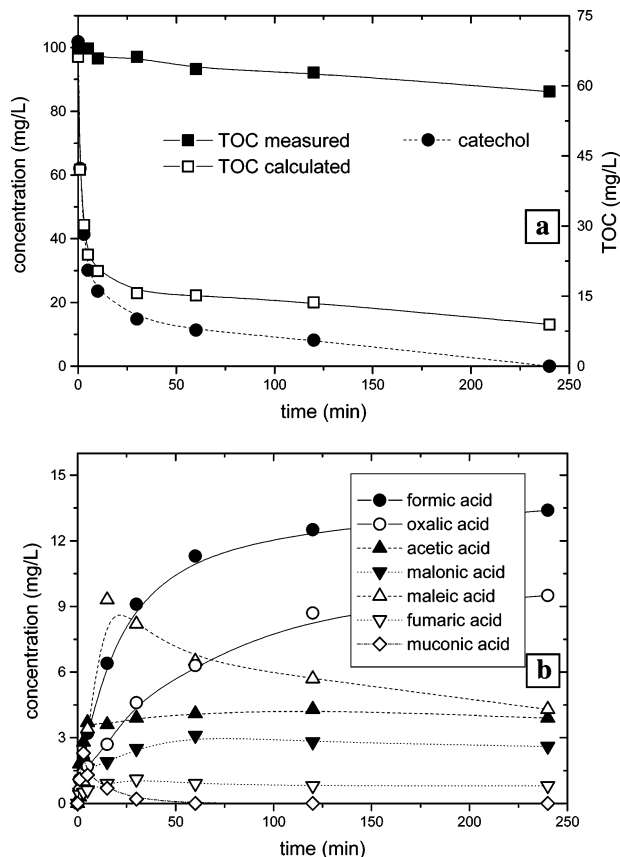 100
80
60
40
20
0
concentration (mg/L)
TOC measured
TOC calculated
catechol
75
60
45
30
15
0
TOC (mg/L)
a
0
50
100
150
200
250
time (min)
15
12
9
6
3
0
concentration (mg/L)
formic acid
oxalic acid
acetic acid
malonic acid
maleic acid
fumaric acid
muconic acid
b
0
50
100
150
200
250
time (min)